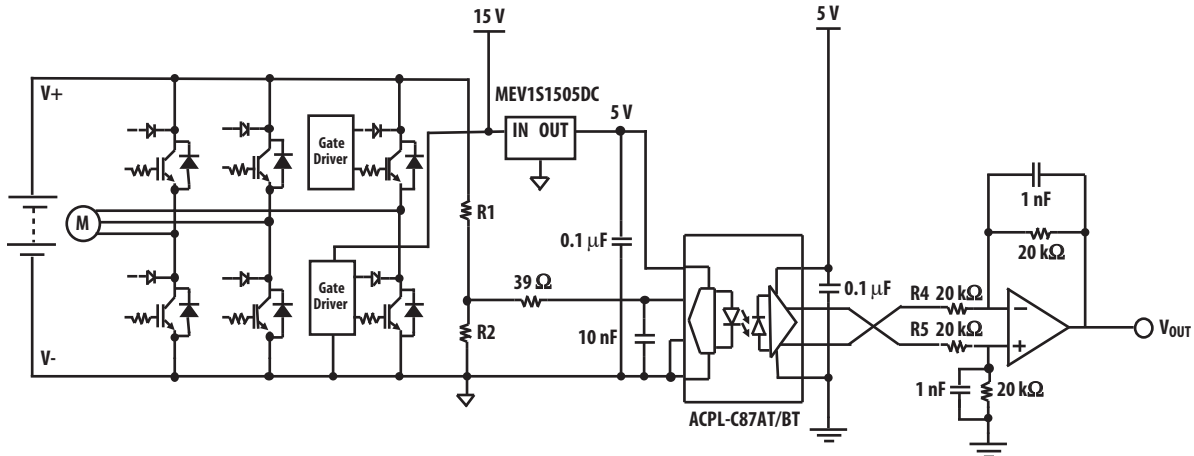 15 V
5 V
V+
MEV1S1505DC
5 V
IN OUT
Gate
Driver
1 nF
M
R1
20 kΩ
0.1 µF
Gate
Driver
39 Ω
0.1 µF
R4 20 kΩ
R5 20 kΩ
−
+
VOUT
R2
10 nF
V-
1 nF
20 kΩ
ACPL-C87AT/BT